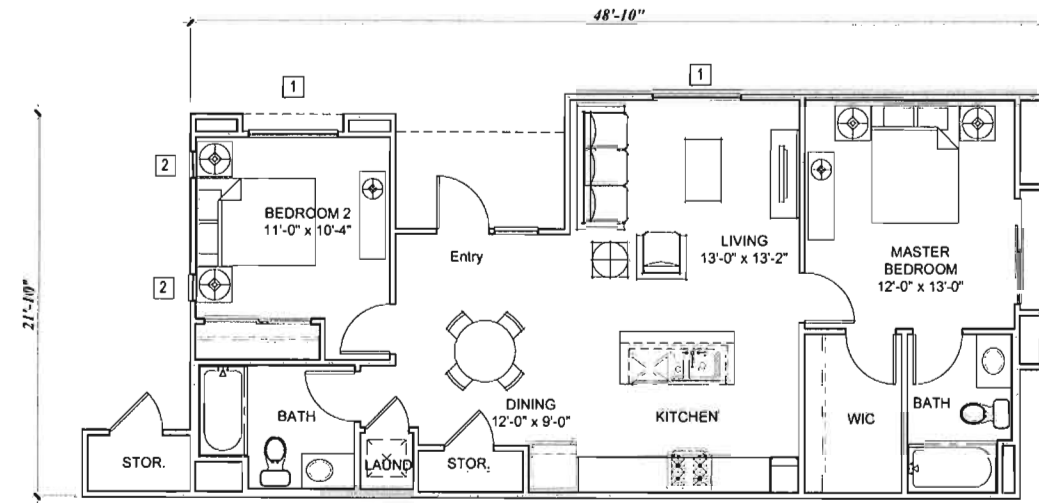 48'-10"
1
1
2
BEDROOM 2
11'-0" x 10'-4"
Entry
LIVING
13'-0" x 13'-2"
MASTER
BEDROOM
12'-0" x 13'-0"
2
21'-10"
DINING
12'-0" x 9'-0"
KITCHEN
BATH
WIC
BATH
STOR.
LAUND
STOR.